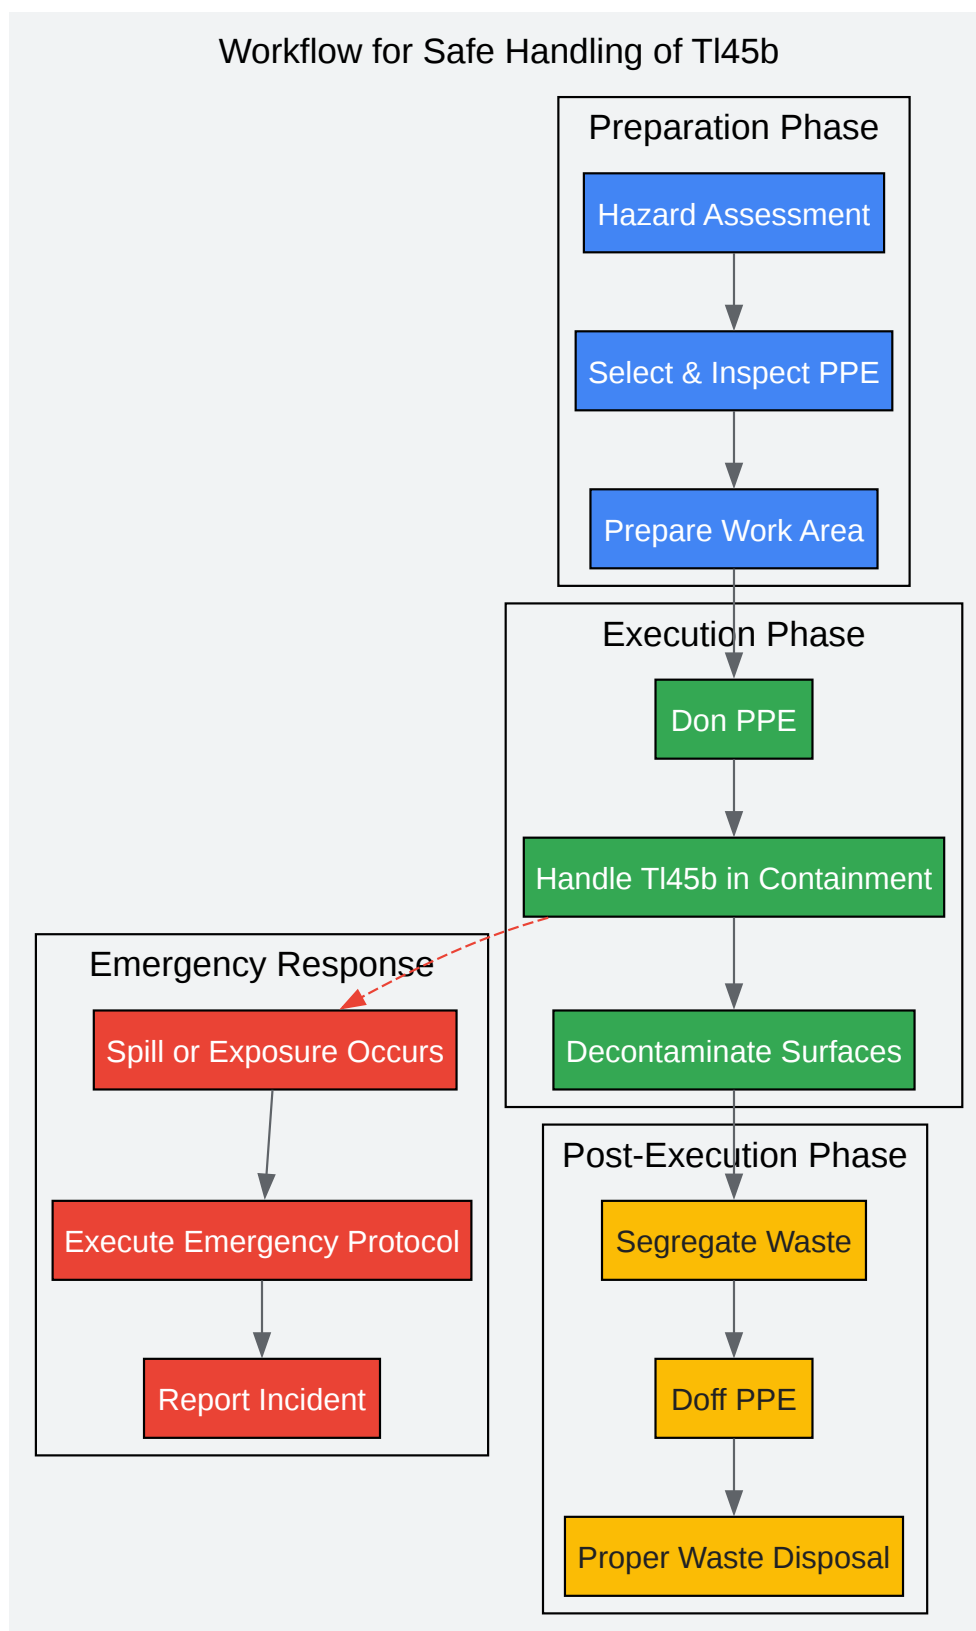 Workflow for Safe Handling of Tl45b
Preparation Phase
Hazard Assessment
Select & Inspect PPE
Prepare Work Area
Execution Phase
Don PPE
Handle Tl45b in Containment
Decontaminate Surfaces
Emergency Response
Spill or Exposure Occurs
Execute Emergency Protocol
Report Incident
Post-Execution Phase
Segregate Waste
Doff PPE
Proper Waste Disposal